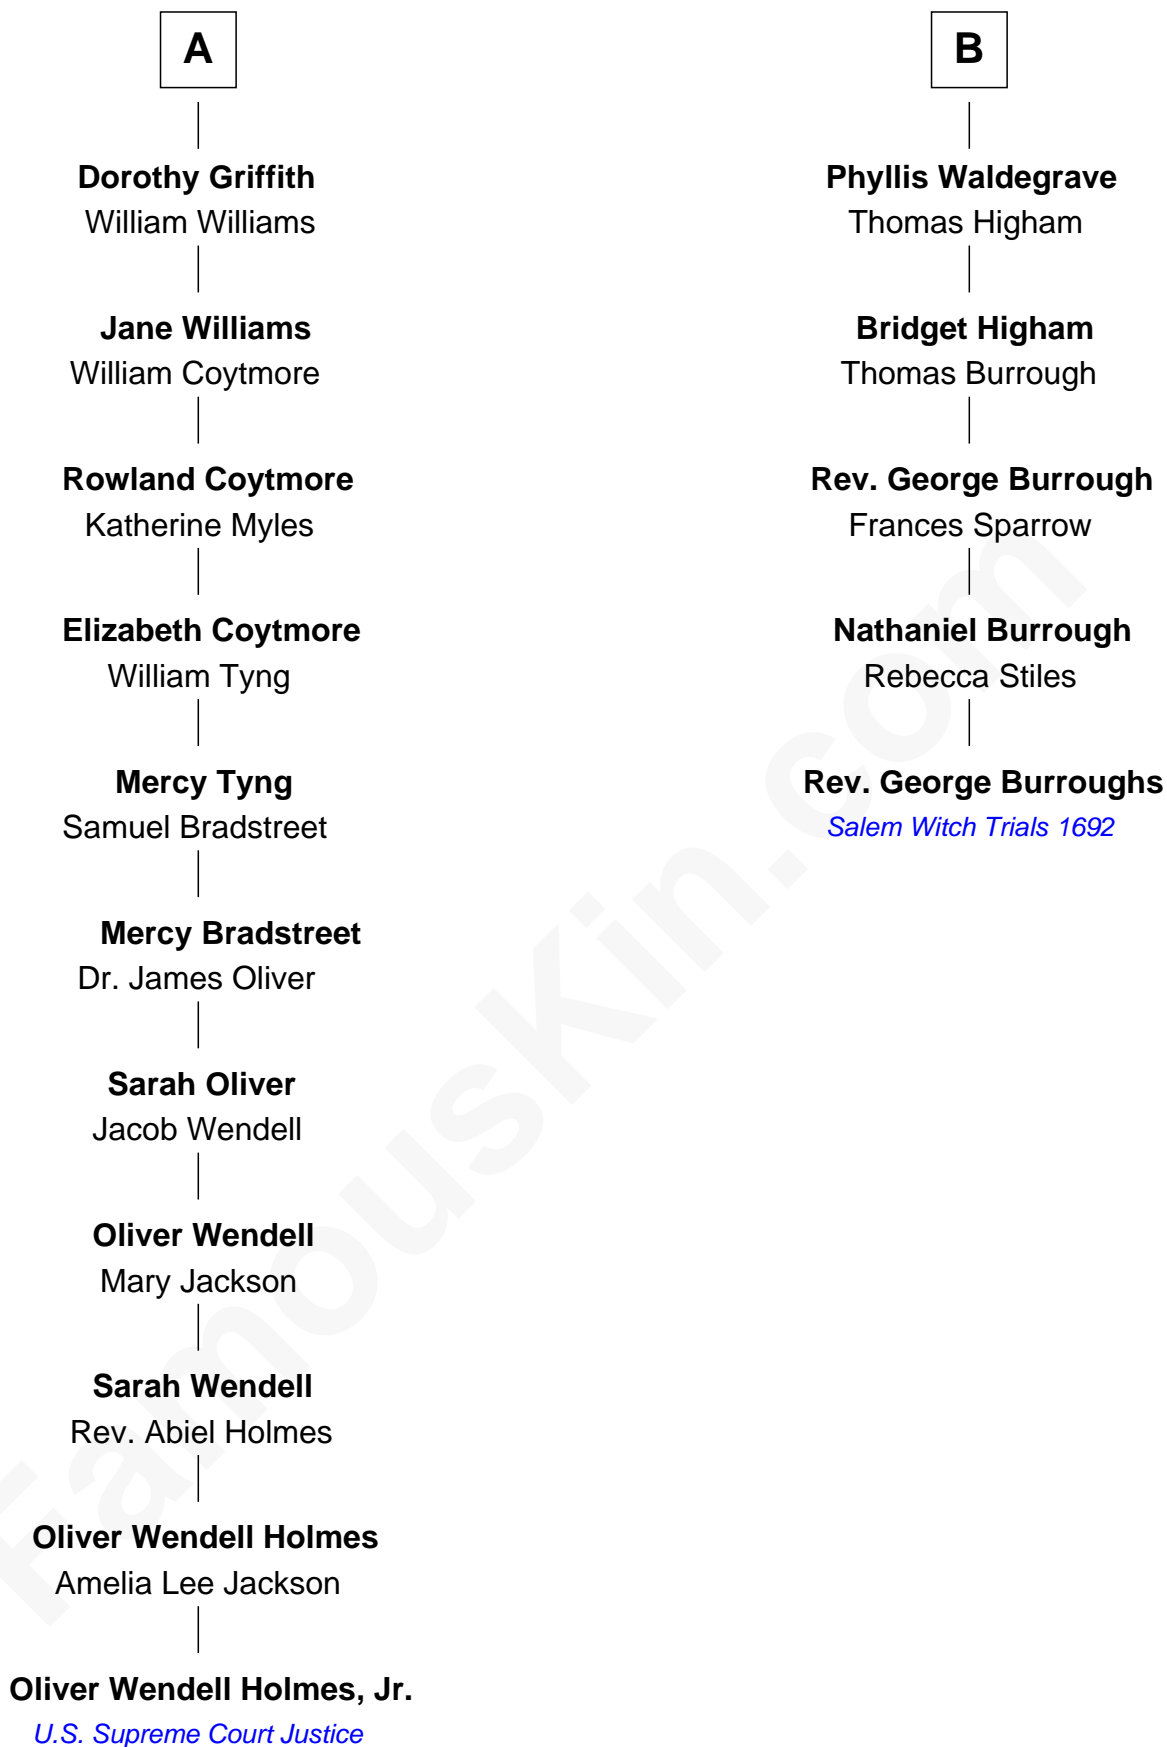 A
Dorothy Griffith
William Williams
Jane Williams
William Coytmore
Rowland Coytmore
Katherine Myles
Elizabeth Coytmore
William Tyng
Mercy Tyng
Samuel Bradstreet
Mercy Bradstreet
Dr. James Oliver
Sarah Oliver
Jacob Wendell
Oliver Wendell
Mary Jackson
Sarah Wendell
Rev. Abiel Holmes
Oliver Wendell Holmes
Amelia Lee Jackson
Oliver Wendell Holmes, Jr.
U.S. Supreme Court Justice
B
Phyllis Waldegrave
Thomas Higham
Bridget Higham
Thomas Burrough
Rev. George Burrough
Frances Sparrow
Nathaniel Burrough
Rebecca Stiles
Rev. George Burroughs
Salem Witch Trials 1692
FamousKin.com